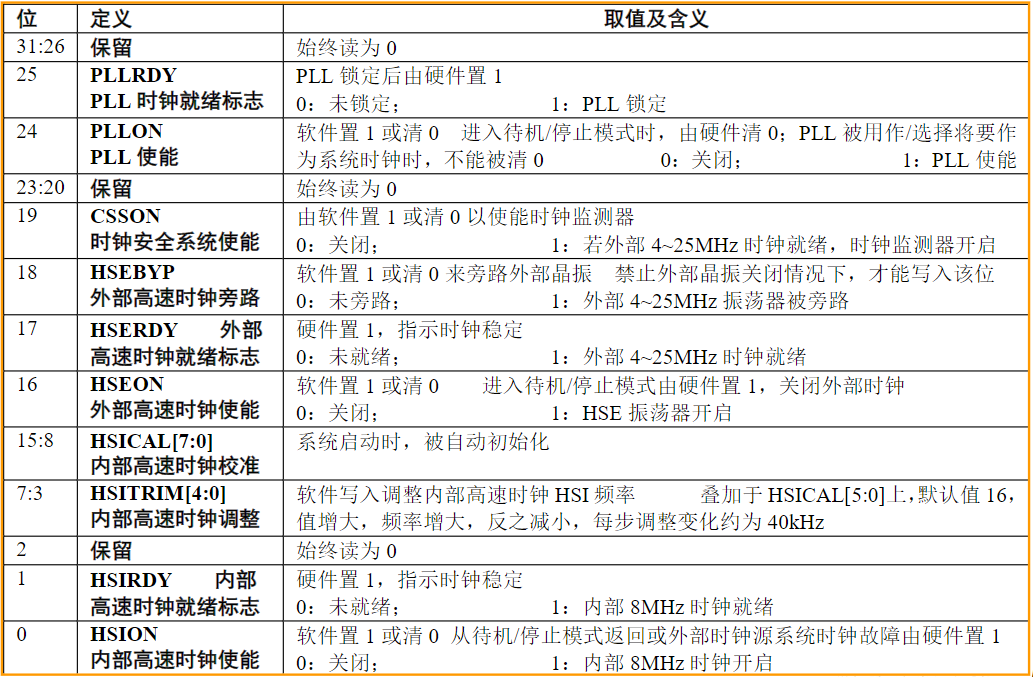 位 定义 取值及含义
31:26 保留 始终读为 0
25 PLLRDY PLL 锁定后由硬件置 1
PLL 时钟就绪标志 0：未锁定； 1：PLL 锁定
24 PLLON 软件置 1 或清 0 进入待机/停止模式时，由硬件清 0；PLL 被用作/选择将要作
PLL 使能 为系统时钟时，不能被清 0 0：关闭； 1：PLL 使能
23:20 保留 始终读为 0
19 CSSON 由软件置 1 或清 0 以使能时钟监测器
时钟安全系统使能 0：关闭； 1：若外部 4~25MHz 时钟就绪，时钟监测器开启
18 HSEBYP 软件置 1 或清 0 来旁路外部晶振 禁止外部晶振关闭情况下，才能写入该位
外部高速时钟旁路 0：未旁路； 1：外部 4~25MHz 振荡器被旁路
17 HSERDY 外部 硬件置 1，指示时钟稳定
高速时钟就绪标志 0：未就绪； 1：外部 4~25MHz 时钟就绪
16 HSEON 软件置 1 或清 0 进入待机/停止模式由硬件置 1，关闭外部时钟
外部高速时钟使能 0：关闭； 1：HSE 振荡器开启
15:8 HSICAL[7:0] 系统启动时，被自动初始化
内部高速时钟校准
7:3 HSITRIM[4:0] 软件写入调整内部高速时钟 HSI 频率 叠加于 HSICAL[5:0]上，默认值 16，
内部高速时钟调整 值增大，频率增大，反之减小，每步调整变化约为 40kHz
2 保留 始终读为 0
1 HSIRDY 内部 硬件置 1，指示时钟稳定
高速时钟就绪标志 0：未就绪； 1：内部 8MHz 时钟就绪
0 HSION 软件置 1 或清 0 从待机/停止模式返回或外部时钟源系统时钟故障由硬件置 1
内部高速时钟使能 0：关闭； 1：内部 8MHz 时钟开启